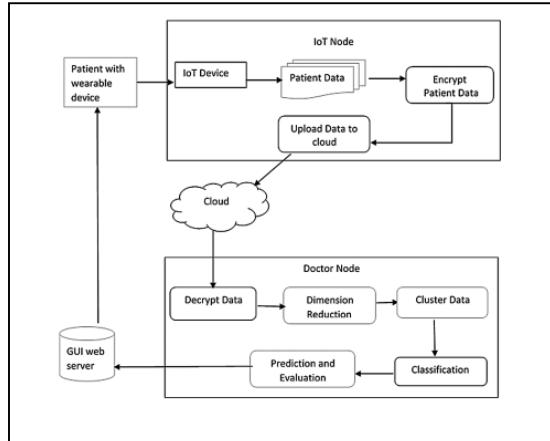 IoT Node
Patient with
wearable
device
IoT Device
Patient Data
Encrypt
Patient Data
Upload Data to
cloud
Cloud
Doctor Node
Decrypt Data
Dimension
Reduction
Cluster Data
GUI web
server
Prediction and
Evaluation
Classification